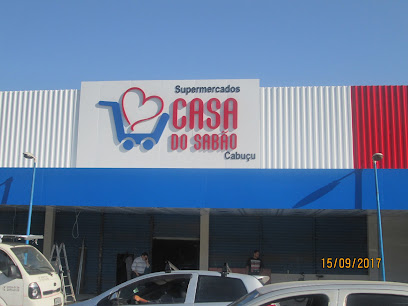 Supermercados
CASA
DO SABÃO
Cabuçu
15/09/2017